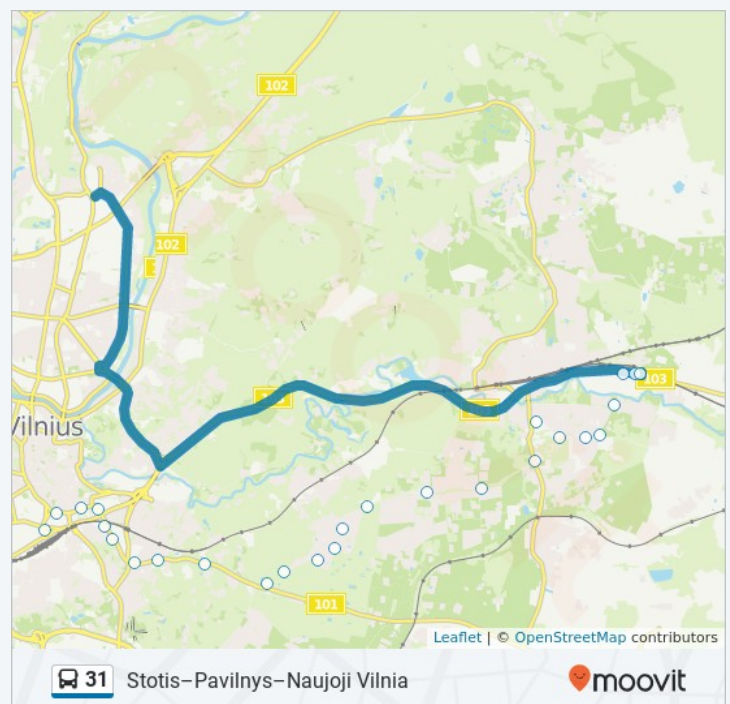 102
102
103
Vilnius
101
Leaflet | © OpenStreetMap contributors
31 Stotis–Pavilnys–Naujoji Vilnia
moovit